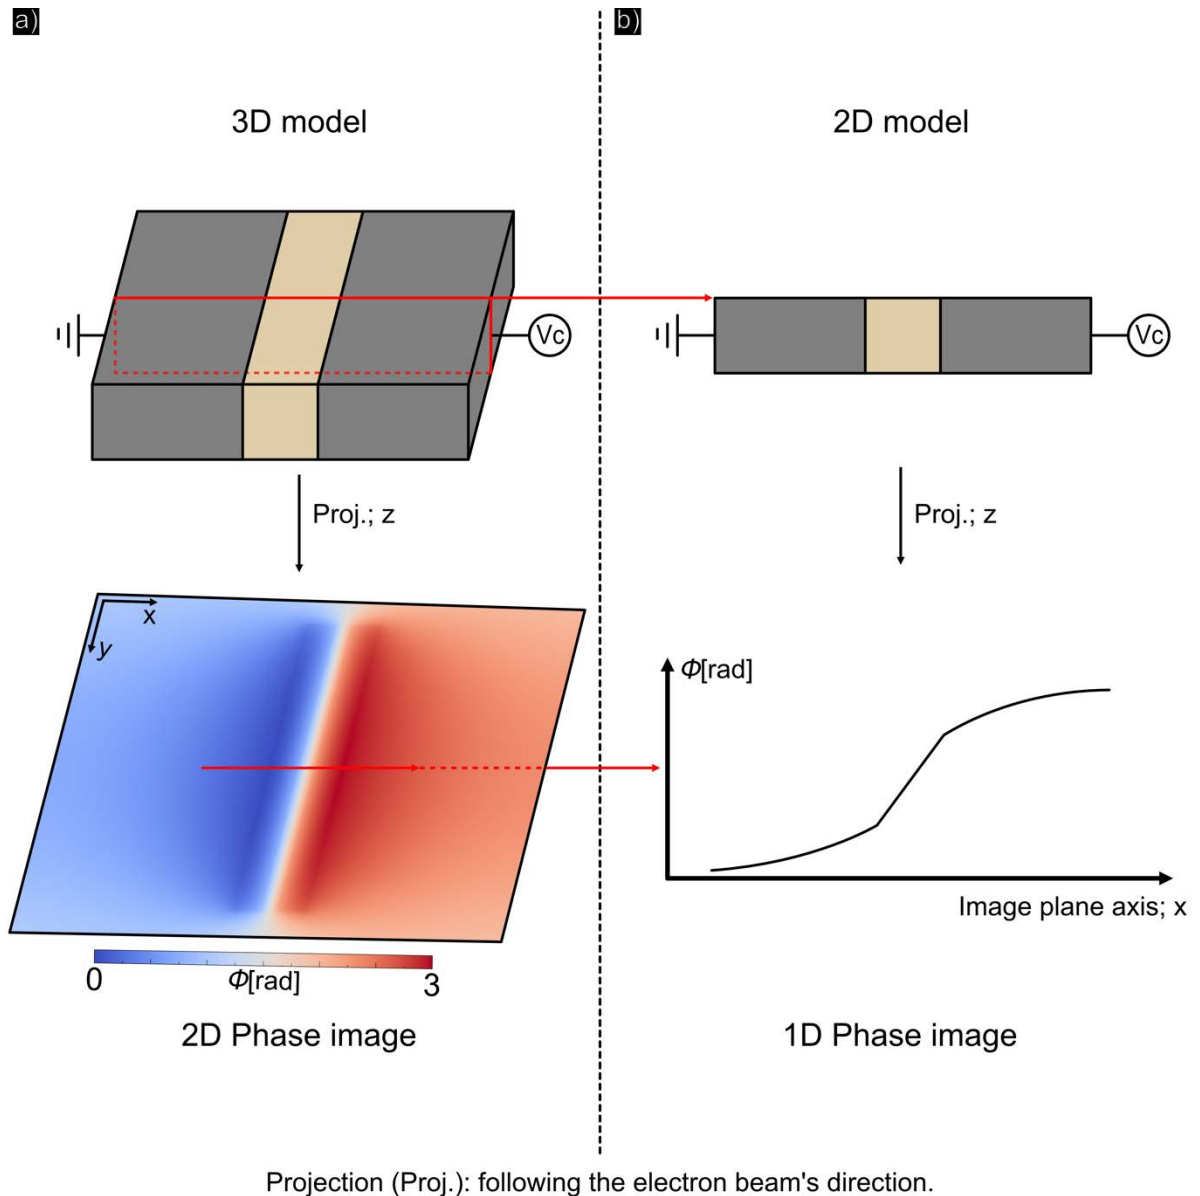 a)
3D model
Vc
Proj.; z
x
y
0
Φ[rad]
3
2D Phase image
b)
2D model
Vc
Proj.; z
Φ[rad]
Image plane axis; x
1D Phase image
Projection (Proj.): following the electron beam's direction.